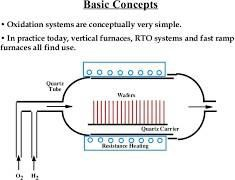 Basic Concepts
• Oxidation systems are conceptually very simple.
• In practice today, vertical furnaces, RTO systems and fast ramp
furnaces all find use.
Quartz
Tube
Wafers
Quartz Carrier
Resistance Heating
O2 H2